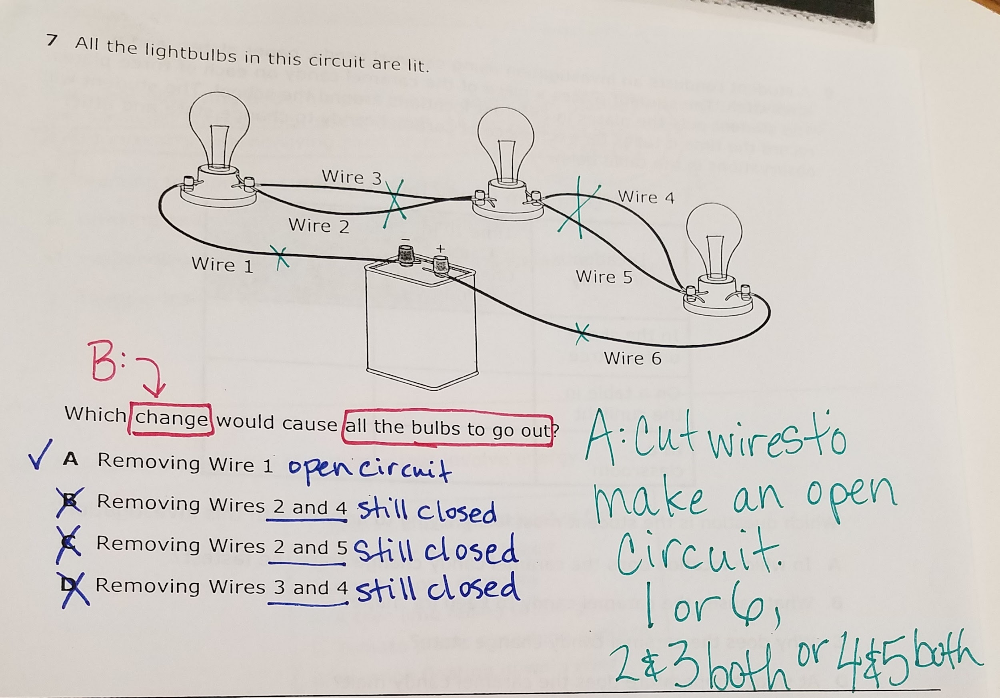 7 All the lightbulbs in this circuit are lit.
Wire 3
Wire 4
Wire 2
− +
Wire 1
Wire 5
Wire 6
B:
Which change would cause all the bulbs to go out?
✓ A Removing Wire 1 open circuit
B Removing Wires 2 and 4 still closed
C Removing Wires 2 and 5 still closed
D Removing Wires 3 and 4 still closed
A: Cut wires to
make an open
circuit.
1 or 6,
2 & 3 both or 4 & 5 both